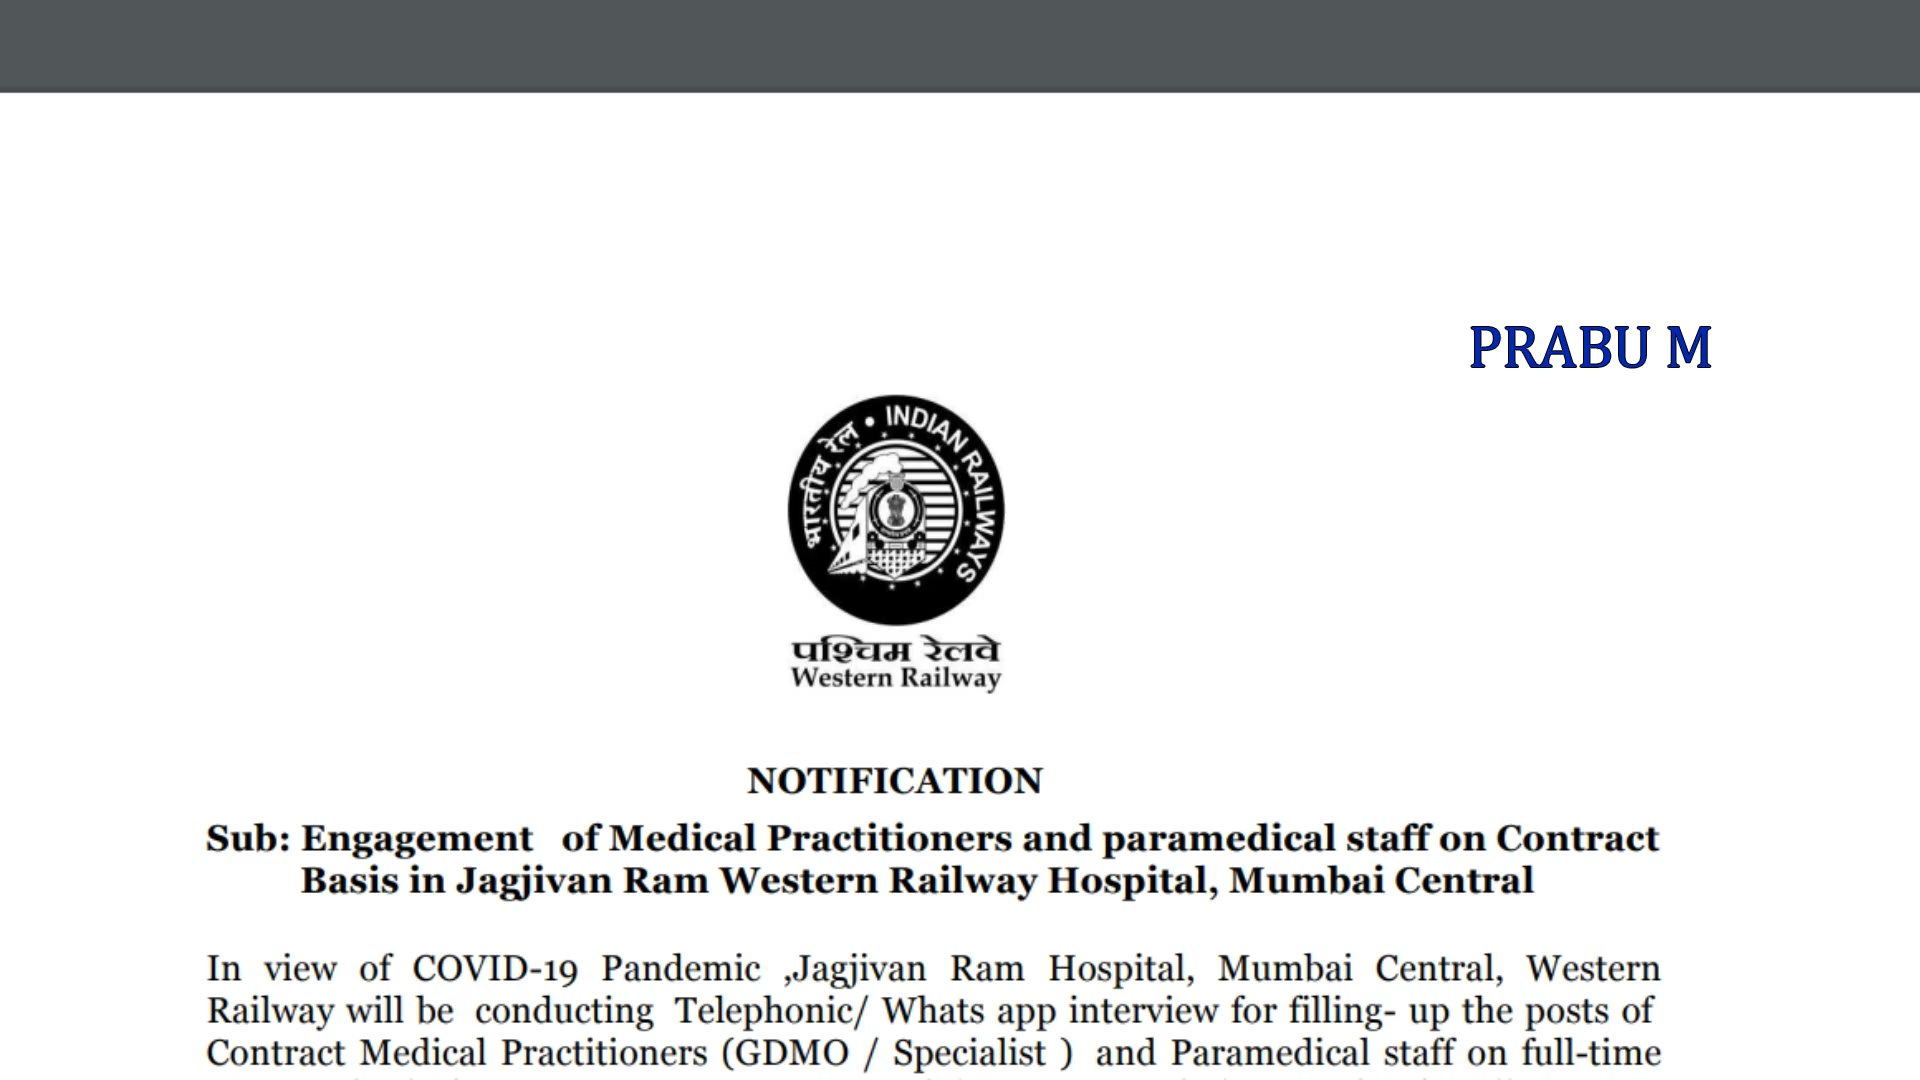 PRABU M
भारतीय रेल • INDIAN RAILWAYS
पश्चिम रेलवे
Western Railway
NOTIFICATION
Sub: Engagement of Medical Practitioners and paramedical staff on Contract
Basis in Jagjivan Ram Western Railway Hospital, Mumbai Central
In view of COVID-19 Pandemic ,Jagjivan Ram Hospital, Mumbai Central, Western
Railway will be conducting Telephonic/ Whats app interview for filling- up the posts of
Contract Medical Practitioners (GDMO / Specialist ) and Paramedical staff on full-time